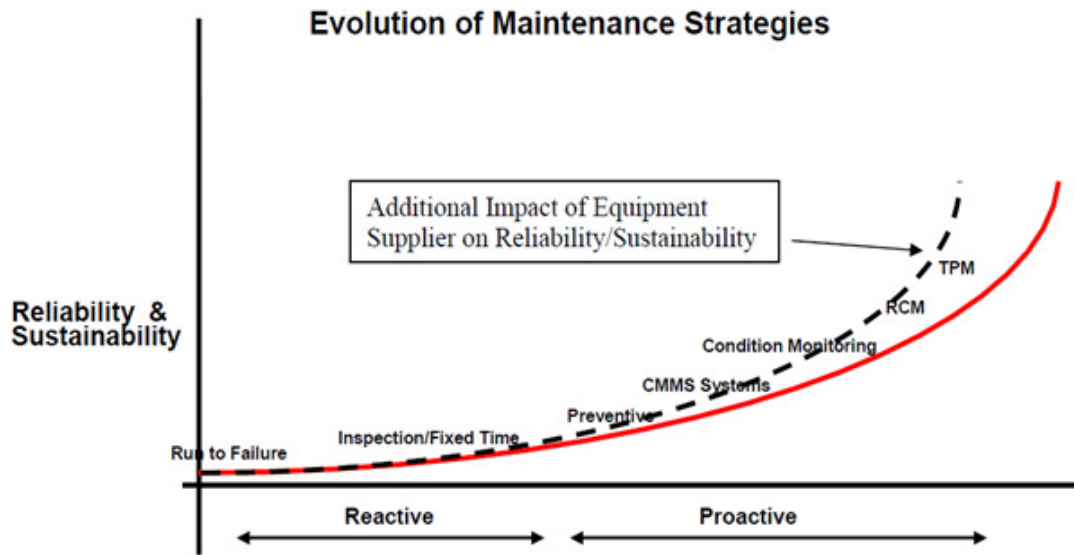 Evolution of Maintenance Strategies
Additional Impact of Equipment
Supplier on Reliability/Sustainability
TPM
RCM
Reliability &
Sustainability
Condition Monitoring
CMMS Systems
Preventive
Inspection/Fixed Time
Run to Failure
Reactive
Proactive